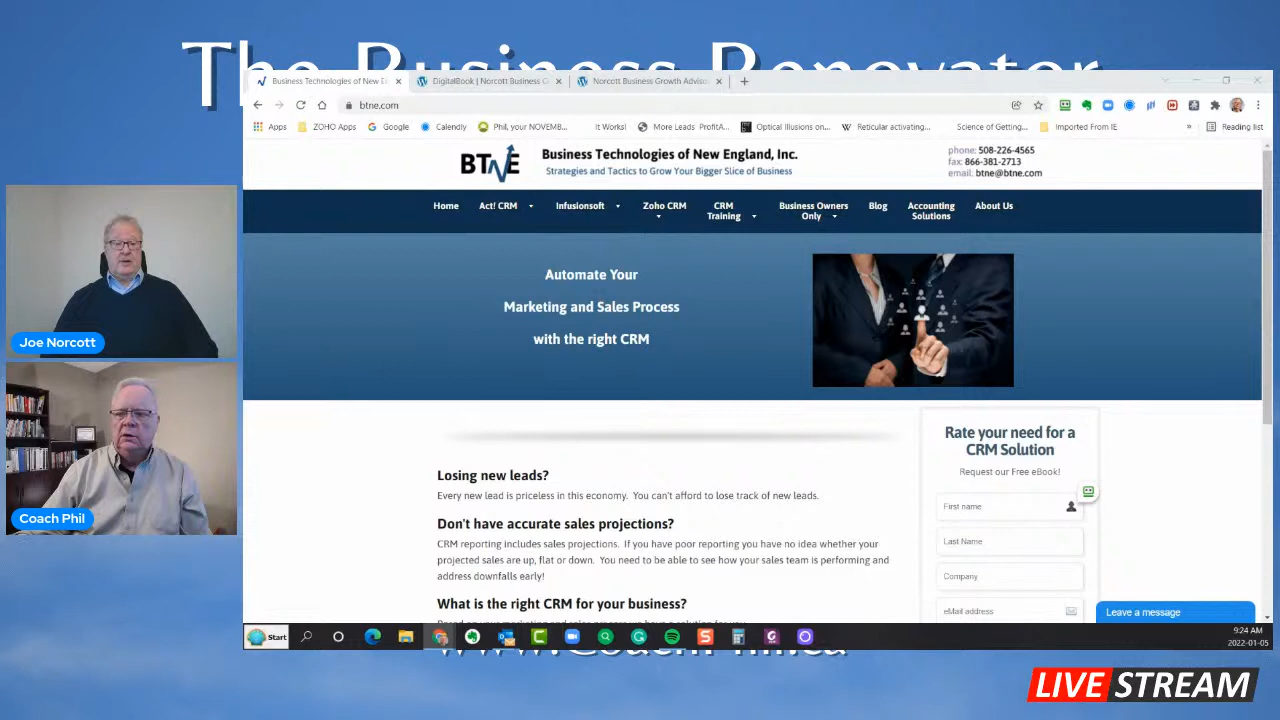 The Business Renovator
Business Technologies of New E
DigitalBook | Norcott Business G
Norcott Business Growth Adviso
btne.com
Apps
ZOHO Apps
Google
Calendly
Phil, your NOVEMB...
It Works!
More Leads ProfitA...
Optical Illusions on...
Reticular activating...
Science of Getting...
Imported From IE
»
Reading list
BTNE
Business Technologies of New England, Inc.
Strategies and Tactics to Grow Your Bigger Slice of Business
phone: 508-226-4565
fax: 866-381-2713
email: btne@btne.com
Home
Act! CRM
Infusionsoft
Zoho CRM
CRM
Training
Business Owners
Only
Blog
Accounting
Solutions
About Us
Automate Your
Marketing and Sales Process
with the right CRM
Joe Norcott
Coach Phil
Losing new leads?
Every new lead is priceless in this economy. You can't afford to lose track of new leads.
Don't have accurate sales projections?
CRM reporting includes sales projections. If you have poor reporting you have no idea whether your
projected sales are up, flat or down. You need to be able to see how your sales team is performing and
address downfalls early!
What is the right CRM for your business?
Rate your need for a
CRM Solution
Request our Free eBook!
First name
Last Name
Company
eMail address
Leave a message
Start
9:24 AM
2022-01-05
LIVE STREAM